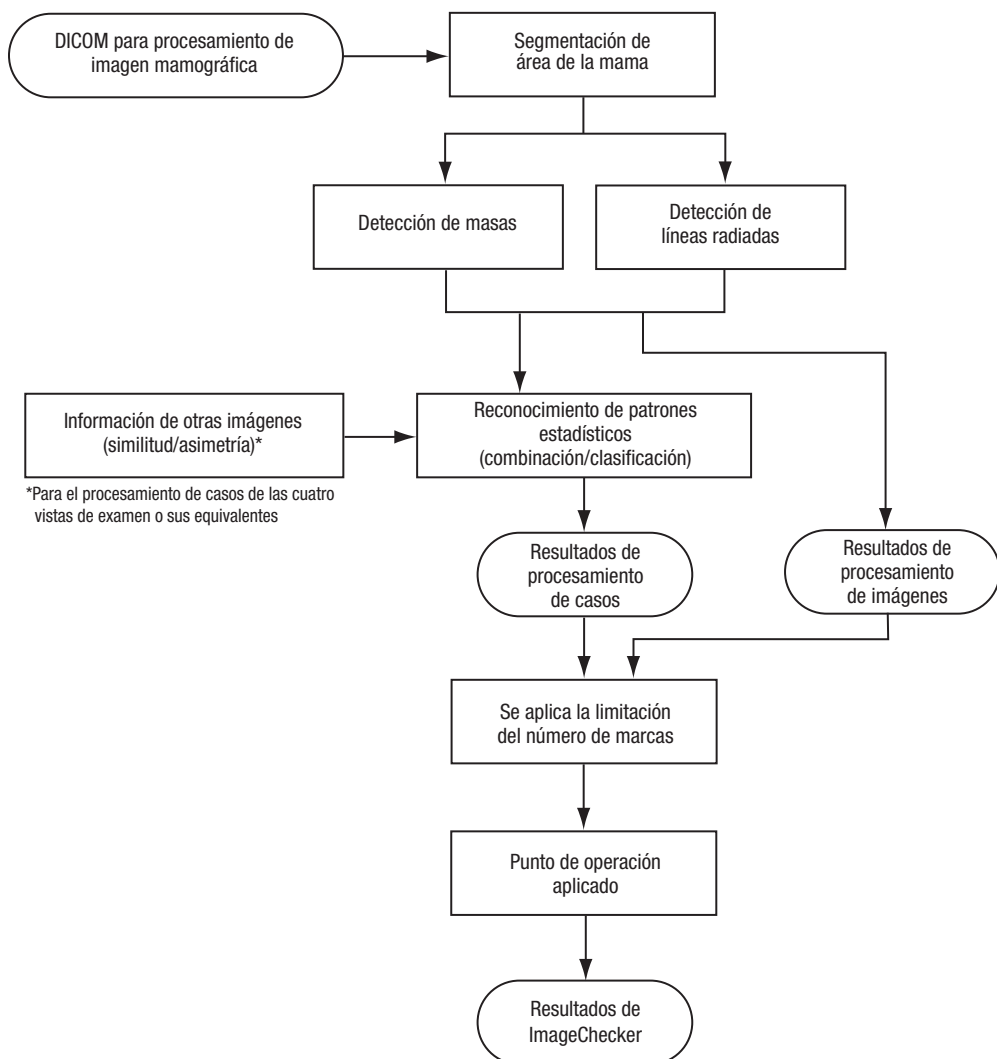 DICOM para procesamiento de
imagen mamográfica
Segmentación de
área de la mama
Detección de masas
Detección de
líneas radiadas
Información de otras imágenes
(similitud/asimetría)*
*Para el procesamiento de casos de las cuatro
vistas de examen o sus equivalentes
Reconocimiento de patrones
estadísticos
(combinación/clasificación)
Resultados de
procesamiento
de casos
Resultados de
procesamiento
de imágenes
Se aplica la limitación
del número de marcas
Punto de operación
aplicado
Resultados de
ImageChecker